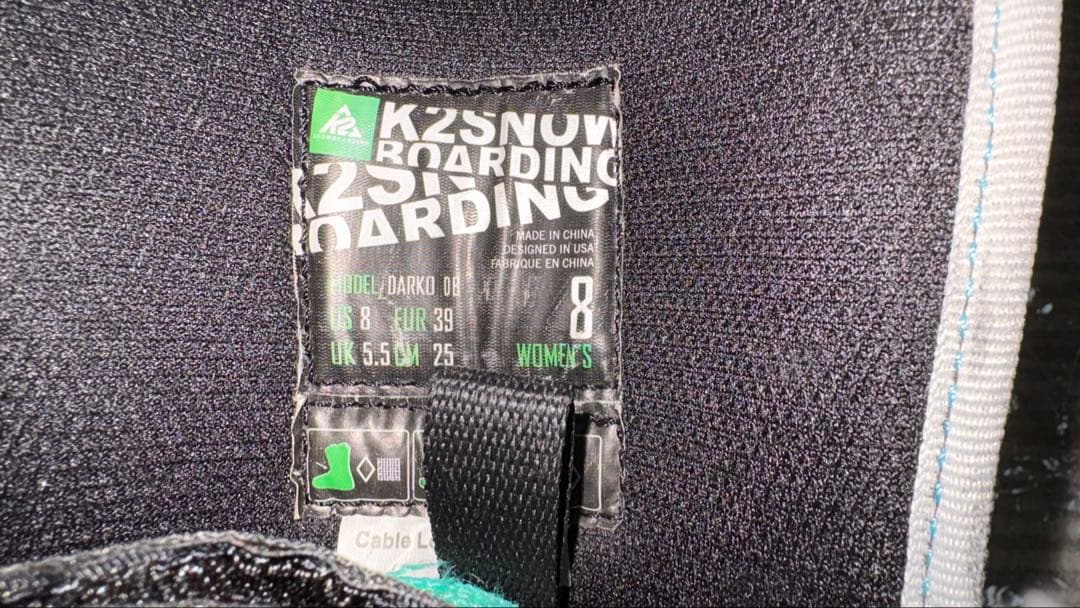 K2
K2SNOW
BOARDING
K2SN
BOARDING
MADE IN CHINA
DESIGNED IN USA
FABRIQUE EN CHINA
MODEL DARKO 08
US 8 EUR 39
8
UK 5.5 CM 25
WOMEN'S
Cable